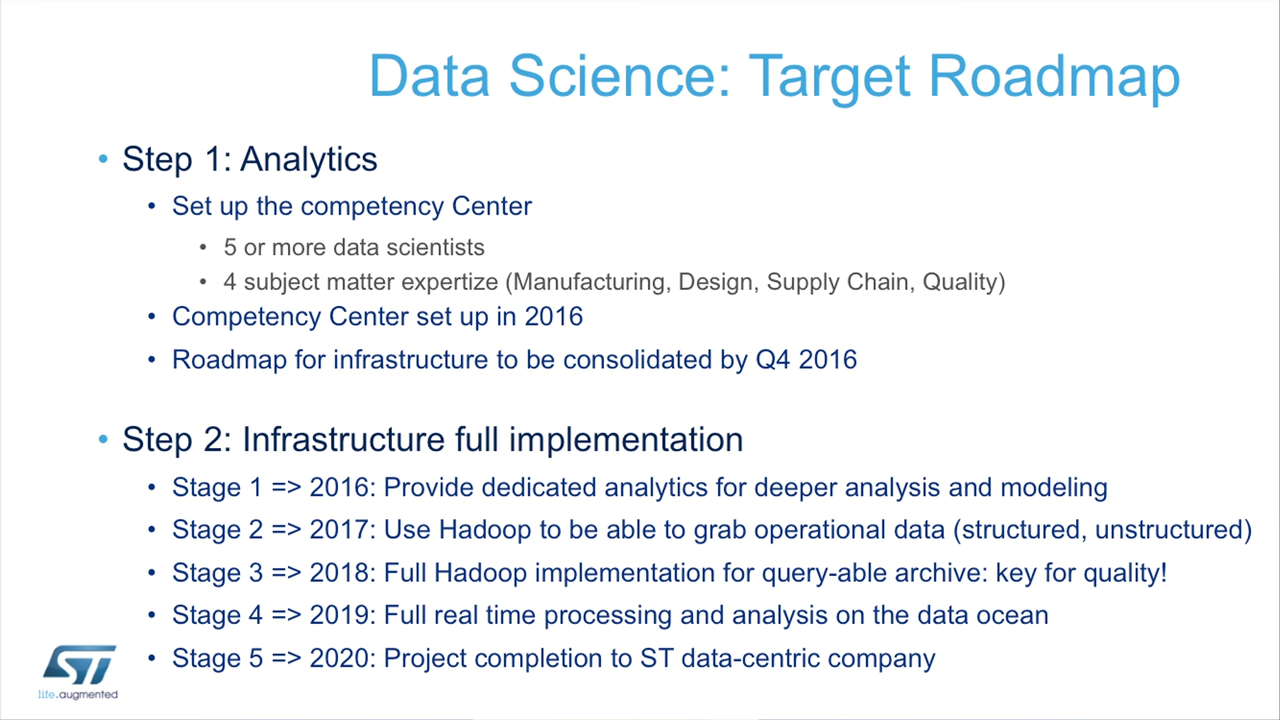 Data Science: Target Roadmap
• Step 1: Analytics
• Set up the competency Center
• 5 or more data scientists
• 4 subject matter expertize (Manufacturing, Design, Supply Chain, Quality)
• Competency Center set up in 2016
• Roadmap for infrastructure to be consolidated by Q4 2016
• Step 2: Infrastructure full implementation
• Stage 1 => 2016: Provide dedicated analytics for deeper analysis and modeling
• Stage 2 => 2017: Use Hadoop to be able to grab operational data (structured, unstructured)
• Stage 3 => 2018: Full Hadoop implementation for query-able archive: key for quality!
• Stage 4 => 2019: Full real time processing and analysis on the data ocean
• Stage 5 => 2020: Project completion to ST data-centric company
ST
life.augmented